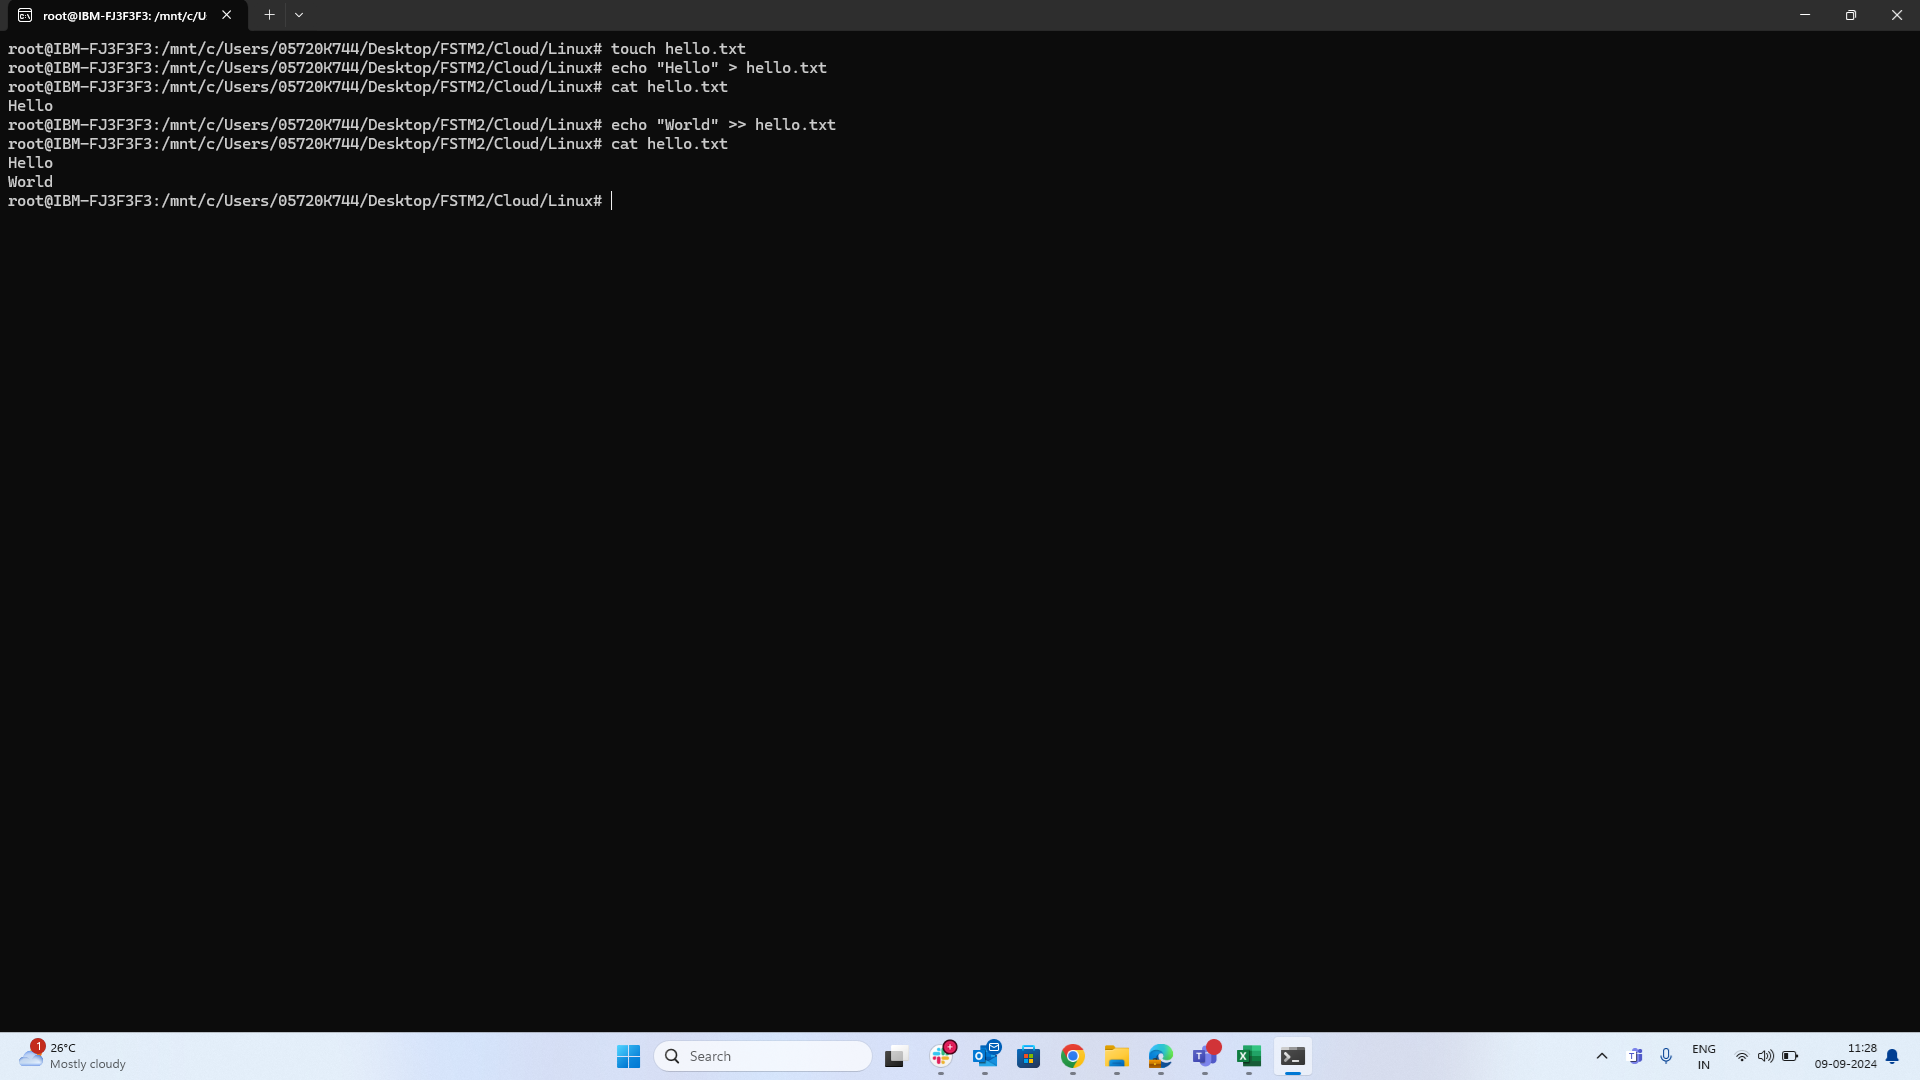 root@IBM-FJ3F3F3: /mnt/c/U
root@IBM-FJ3F3F3:/mnt/c/Users/05720K744/Desktop/FSTM2/Cloud/Linux# touch hello.txt
root@IBM-FJ3F3F3:/mnt/c/Users/05720K744/Desktop/FSTM2/Cloud/Linux# echo "Hello" > hello.txt
root@IBM-FJ3F3F3:/mnt/c/Users/05720K744/Desktop/FSTM2/Cloud/Linux# cat hello.txt
Hello
root@IBM-FJ3F3F3:/mnt/c/Users/05720K744/Desktop/FSTM2/Cloud/Linux# echo "World" >> hello.txt
root@IBM-FJ3F3F3:/mnt/c/Users/05720K744/Desktop/FSTM2/Cloud/Linux# cat hello.txt
Hello
World
root@IBM-FJ3F3F3:/mnt/c/Users/05720K744/Desktop/FSTM2/Cloud/Linux#
1
26°C
Mostly cloudy
Search
ENG
IN
11:28
09-09-2024